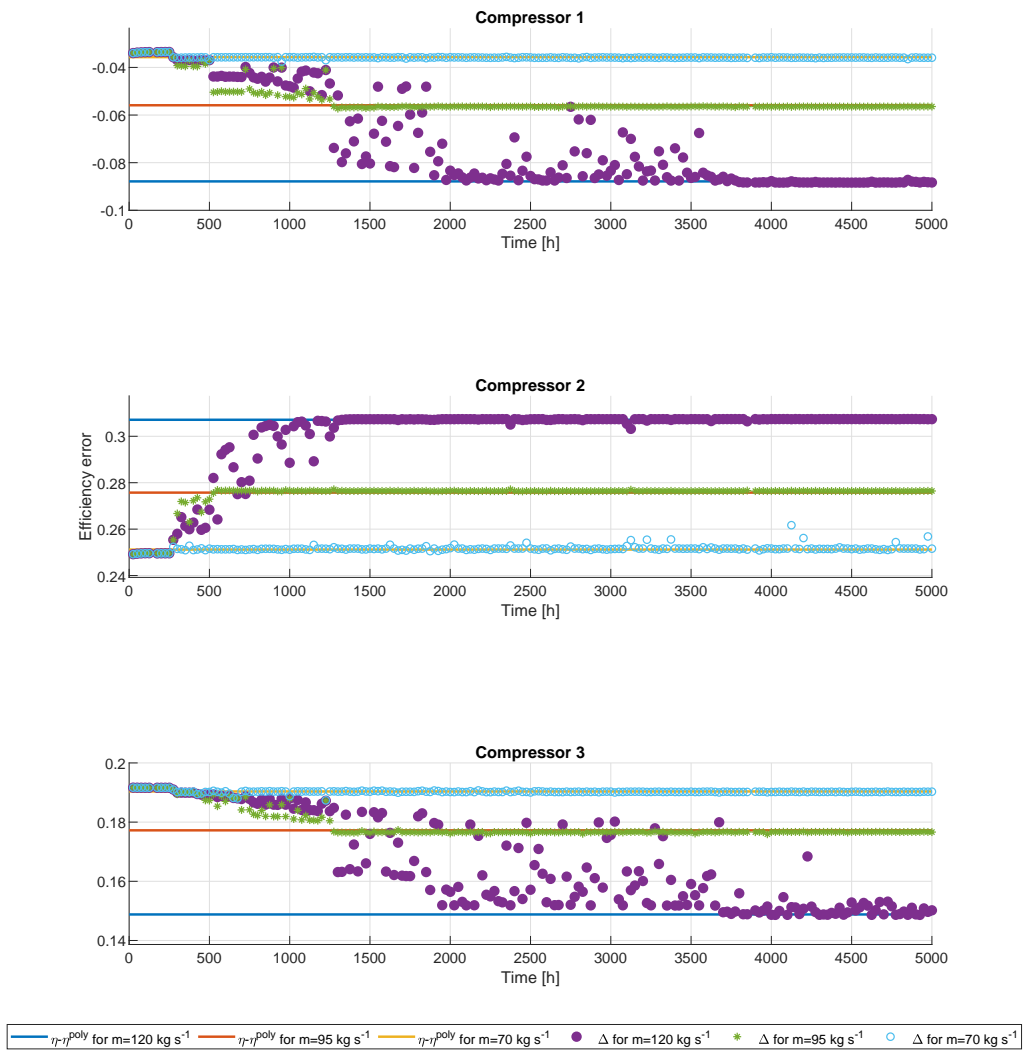 Compressor 1
-0.04
-0.06
-0.08
-0.1
0 500 1000 1500 2000 2500 3000 3500 4000 4500 5000
Time [h]
Compressor 2
Efficiency error
0.3
0.28
0.26
0.24
0 500 1000 1500 2000 2500 3000 3500 4000 4500 5000
Time [h]
Compressor 3
0.2
0.18
0.16
0.14
0 500 1000 1500 2000 2500 3000 3500 4000 4500 5000
Time [h]
η-η^poly for m=120 kg s⁻¹ η-η^poly for m=95 kg s⁻¹ η-η^poly for m=70 kg s⁻¹ Δ for m=120 kg s⁻¹ Δ for m=95 kg s⁻¹ Δ for m=70 kg s⁻¹